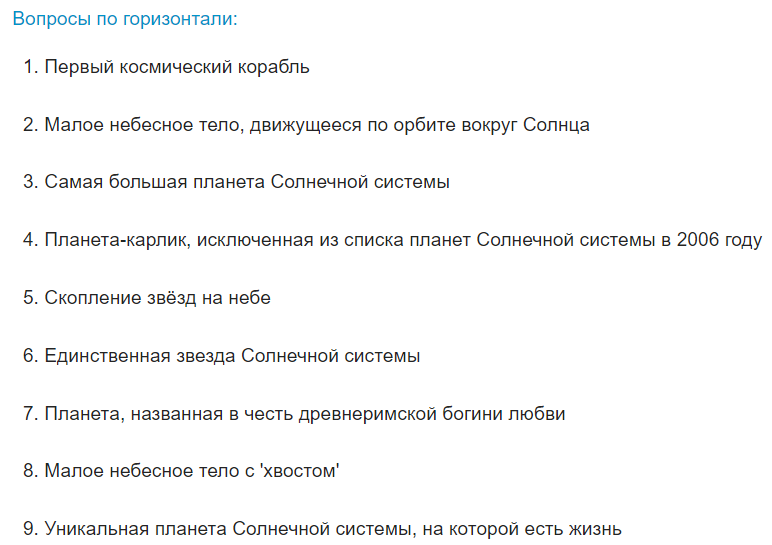 Вопросы по горизонтали:
1. Первый космический корабль
2. Малое небесное тело, движущееся по орбите вокруг Солнца
3. Самая большая планета Солнечной системы
4. Планета-карлик, исключенная из списка планет Солнечной системы в 2006 году
5. Скопление звёзд на небе
6. Единственная звезда Солнечной системы
7. Планета, названная в честь древнеримской богини любви
8. Малое небесное тело с 'хвостом'
9. Уникальная планета Солнечной системы, на которой есть жизнь